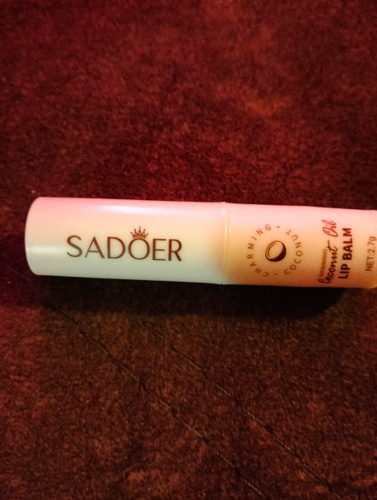 SADOER
CHARMING • COCONUT •
Coconut Oil
LIP BALM
NET:2.7g